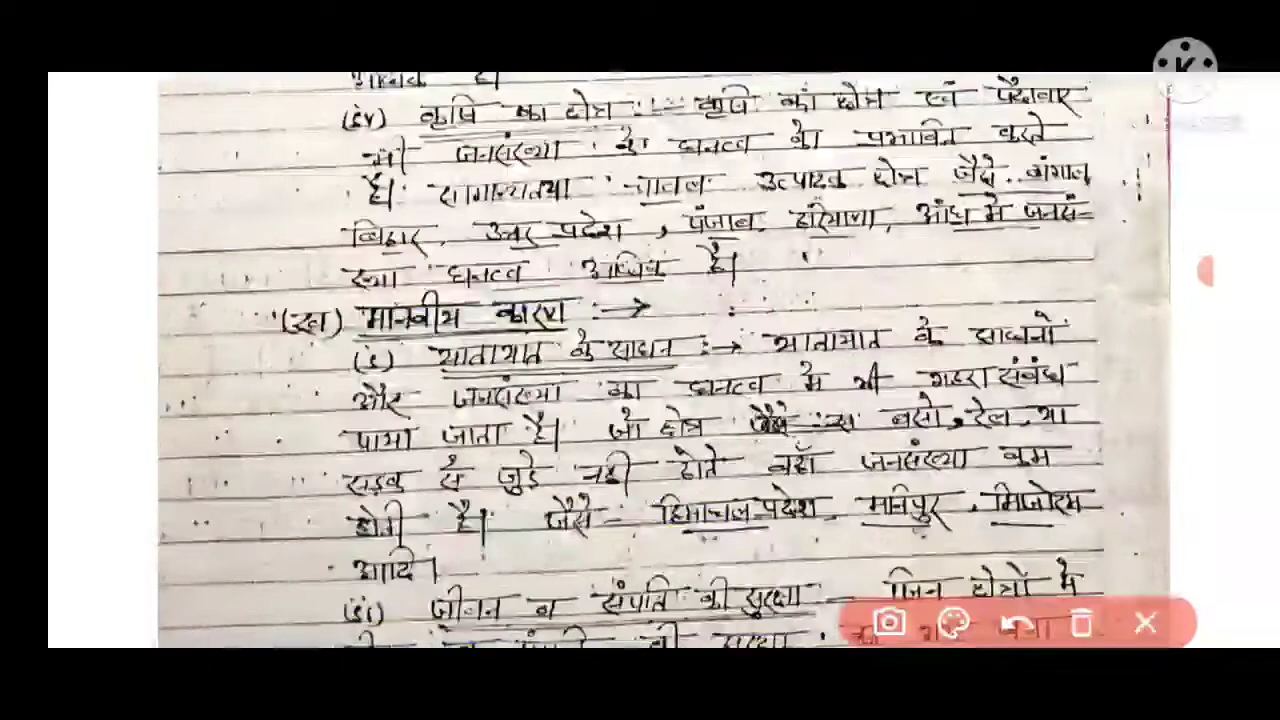 (iv) कृषि का क्षेत्र :-- कृषि का क्षेत्र एवं पैदावार
भी जनसंख्या के घनत्व को प्रभावित करते
है। सामान्यतया चावल उत्पादक क्षेत्र जैसे बंगाल,
बिहार, उत्तर प्रदेश, पंजाब, हरियाणा, आंध्र मे जनसं-
ख्या घनत्व अधिक है।
(ख) मानवीय कारण :→
(i) यातायात के साधन :→ यातायात के साधनो
और जनसंख्या का घनत्व मे भी गहरा संबंध
पाया जाता है। जो क्षेत्र बसो, रेल, या
सड़क से जुड़े नही होते वहाँ जनसंख्या कम
होती है। जैसे - हिमाचल प्रदेश, मनिपुर, मिजोरम
आदि।
(ii) जीवन व संपति की सुरक्षा - जिन क्षेत्रों मे
K